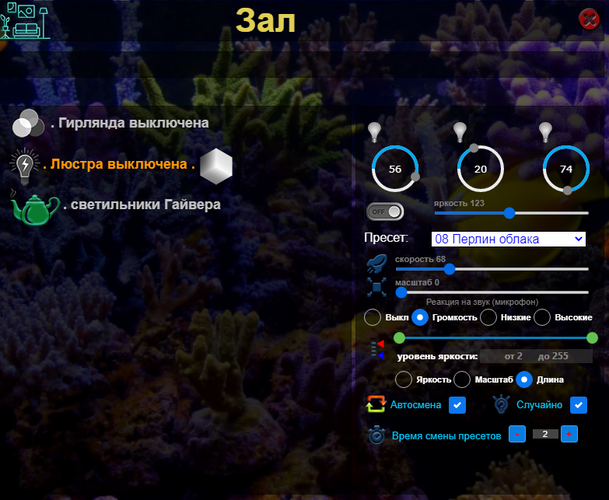 Зал
. Гирлянда выключена
. Люстра выключена .
. светильники Гайвера
56 20 74
OFF
яркость 123
Пресет: 08 Перлин облака
скорость 68
масштаб 0
Реакция на звук (микрофон)
Выкл Громкость Низкие Высокие
уровень яркости: от 2 до 255
Яркость Масштаб Длина
Автосмена Случайно
Время смены пресетов 2